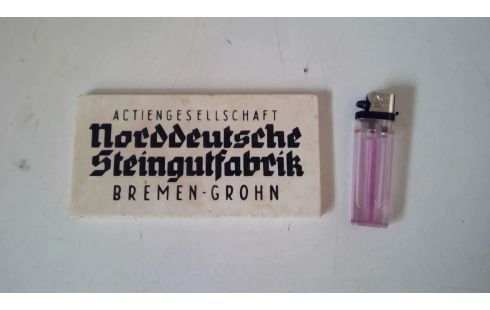 ACTIENGESELLSCHAFT
Norddeutsche
Steingutfabrik
BREMEN-GROHN